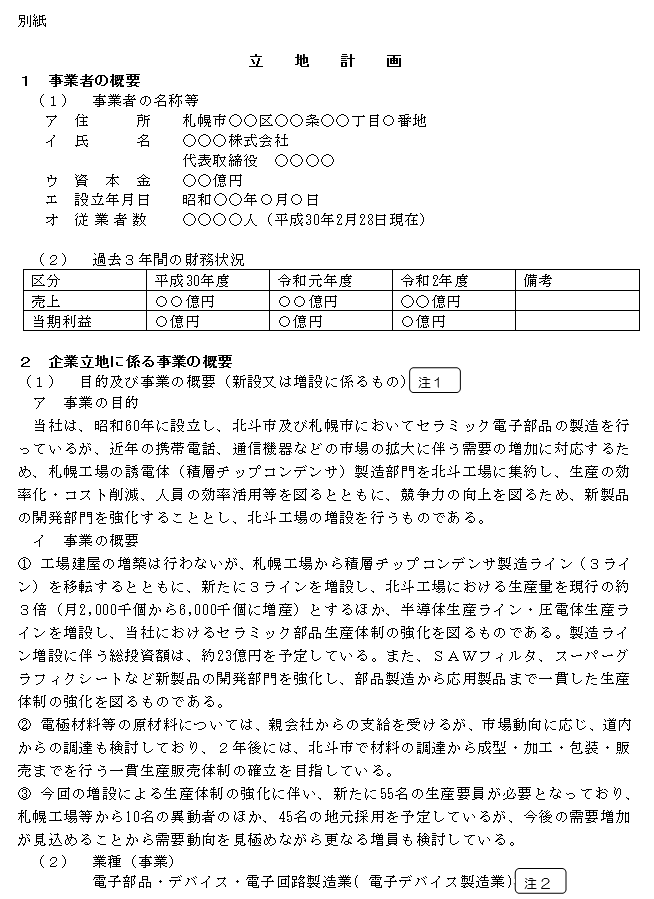 別紙
立　地　計　画
１　事業者の概要
（１）　事業者の名称等
ア　住　　所　　札幌市○○区○○条○○丁目○番地
イ　氏　　名　　○○○株式会社
代表取締役　○○○○
ウ　資　本　金　　○○億円
エ　設立年月日　　昭和○○年○月○日
オ　従業者数　　○○○○人（平成30年2月28日現在）
（２）　過去３年間の財務状況
区分　平成30年度　令和元年度　令和2年度　備考
売上　○○億円　○○億円　○○億円
当期利益　○億円　○億円　○億円
２　企業立地に係る事業の概要
（１）　目的及び事業の概要（新設又は増設に係るもの）　注１
ア　事業の目的
当社は、昭和60年に設立し、北斗市及び札幌市においてセラミック電子部品の製造を行
っているが、近年の携帯電話、通信機器などの市場の拡大に伴う需要の増加に対応するた
め、札幌工場の誘電体（積層チップコンデンサ）製造部門を北斗工場に集約し、生産の効
率化・コスト削減、人員の効率活用等を図るとともに、競争力の向上を図るため、新製品
の開発部門を強化することとし、北斗工場の増設を行うものである。
イ　事業の概要
① 工場建屋の増築は行わないが、札幌工場から積層チップコンデンサ製造ライン（３ライ
ン）を移転するとともに、新たに３ラインを増設し、北斗工場における生産量を現行の約
３倍（月2,000千個から6,000千個に増産）とするほか、半導体生産ライン・圧電体生産ラ
インを増設し、当社におけるセラミック部品生産体制の強化を図るものである。製造ライ
ン増設に伴う総投資額は、約23億円を予定している。また、ＳＡＷフィルタ、スーパーグ
ラフィクシートなど新製品の開発部門を強化し、部品製造から応用製品まで一貫した生産
体制の強化を図るものである。
② 電極材料等の原材料については、親会社からの支給を受けるが、市場動向に応じ、道内
からの調達も検討しており、２年後には、北斗市で材料の調達から成型・加工・包装・販
売までを行う一貫生産販売体制の確立を目指している。
③ 今回の増設による生産体制の強化に伴い、新たに55名の生産要員が必要となっており、
札幌工場等から10名の異動者のほか、45名の地元採用を予定しているが、今後の需要増加
が見込めることから需要動向を見極めながら更なる増員も検討している。
（２）　業種（事業）
電子部品・デバイス・電子回路製造業( 電子デバイス製造業)　注２